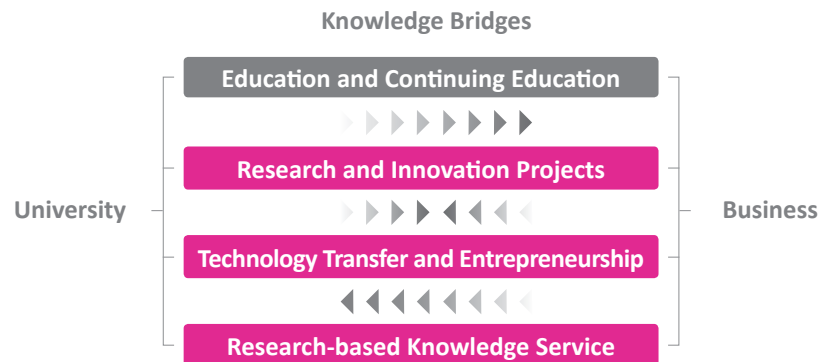 Knowledge Bridges
Education and Continuing Education
Research and Innovation Projects
University
Business
Technology Transfer and Entrepreneurship
Research-based Knowledge Service